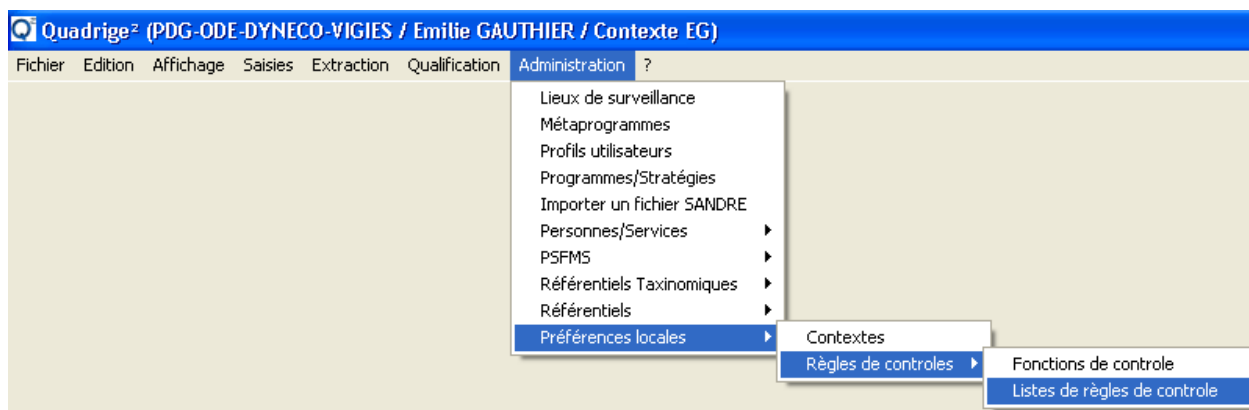 Quadrige² (PDG-ODE-DYNECO-VIGIES / Emilie GAUTHIER / Contexte EG)
Fichier Edition Affichage Saisies Extraction Qualification Administration ?
Lieux de surveillance
Métaprogrammes
Profils utilisateurs
Programmes/Stratégies
Importer un fichier SANDRE
Personnes/Services
PSFMS
Référentiels Taxinomiques
Référentiels
Préférences locales
Contextes
Règles de controles
Fonctions de controle
Listes de règles de controle